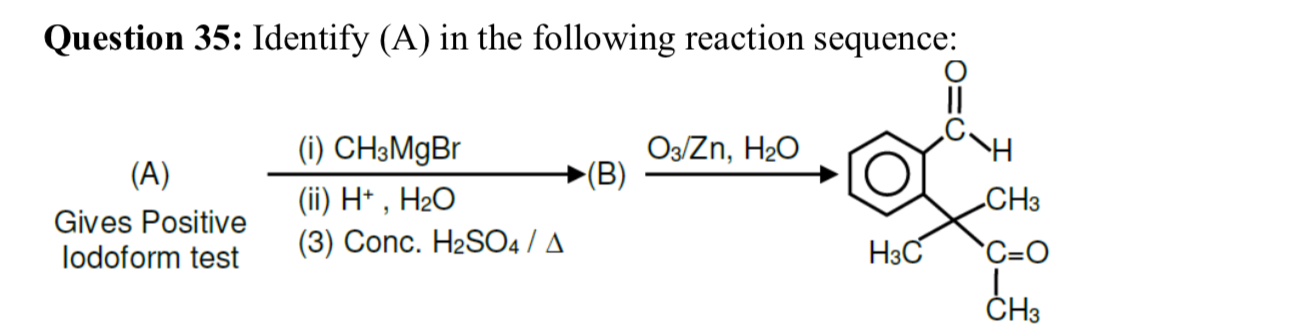 Question 35: Identify (A) in the following reaction sequence:
O
C
H
(i) CH₃MgBr
O₃/Zn, H₂O
(A)
(B)
(ii) H⁺ , H₂O
CH₃
Gives Positive
Iodoform test
(3) Conc. H₂SO₄ / Δ
H₃C
C=O
CH₃